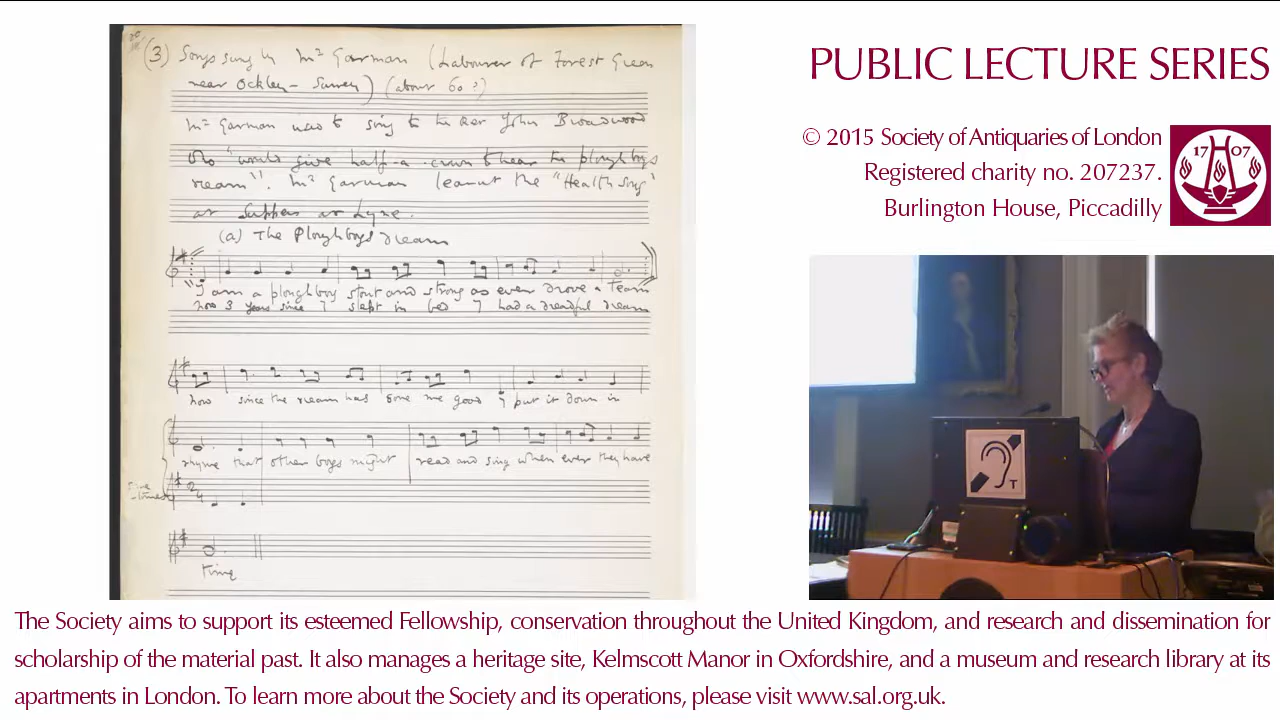 (3) Songs sung by Mr Garman (Labourer of Forest Green
near Ockley – Surrey) (about 60?)
Mr Garman used to sing to the Rev John Broadwood
who "would give half-a-crown to hear the ploughboys
dream". Mr Garman learnt the "Health Song"
at suppers at Lyne.
(a) The Ploughboys dream
I am a ploughboy stout and strong as ever drove a team
now 3 years since I slept in bed I had a dreadful dream
now since the dream has done me good I put it down in
rhyme that other boys might read and sing when ever they have
time
PUBLIC LECTURE SERIES
© 2015 Society of Antiquaries of London
Registered charity no. 207237.
Burlington House, Piccadilly
17 07
T
The Society aims to support its esteemed Fellowship, conservation throughout the United Kingdom, and research and dissemination for
scholarship of the material past. It also manages a heritage site, Kelmscott Manor in Oxfordshire, and a museum and research library at its
apartments in London. To learn more about the Society and its operations, please visit www.sal.org.uk.